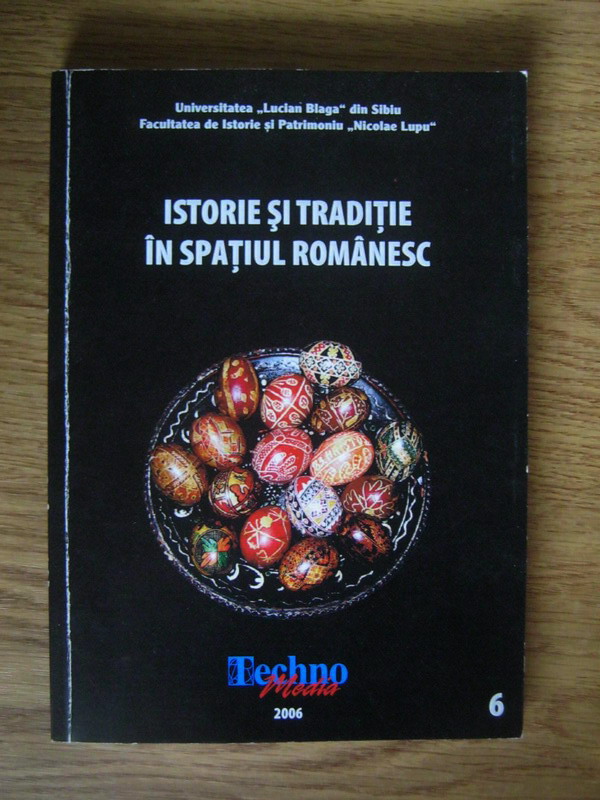 Universitatea „Lucian Blaga“ din Sibiu
Facultatea de Istorie şi Patrimoniu „Nicolae Lupu“
ISTORIE ŞI TRADIŢIE
ÎN SPAŢIUL ROMÂNESC
Techno
Media
2006
6